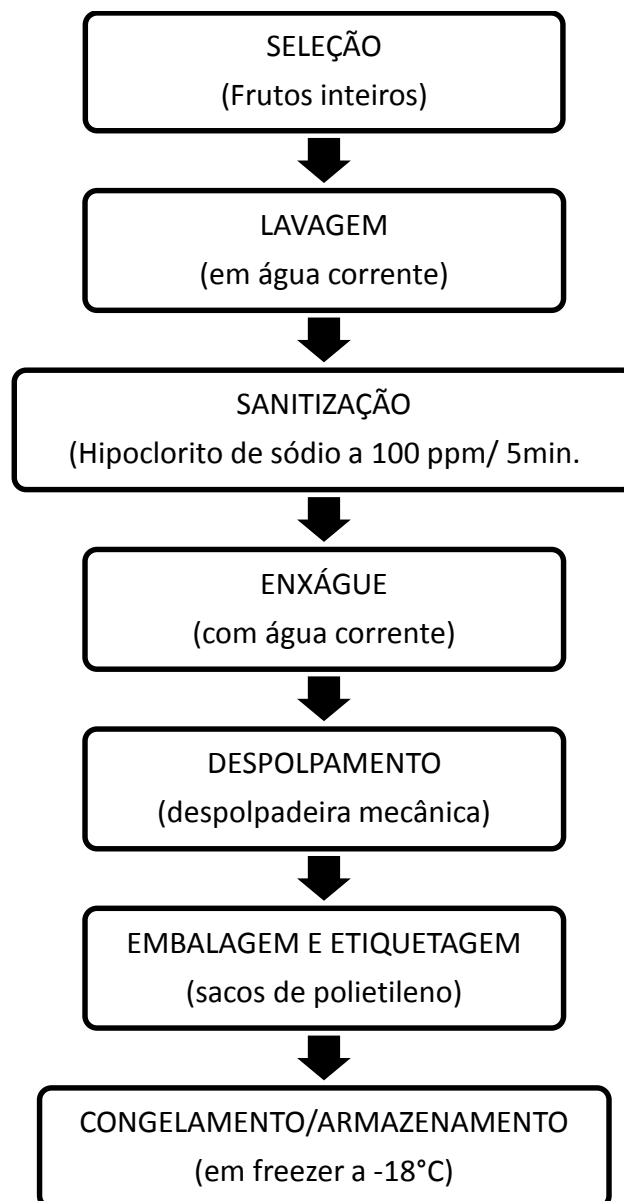 SELEÇÃO
(Frutos inteiros)
LAVAGEM
(em água corrente)
SANITIZAÇÃO
(Hipoclorito de sódio a 100 ppm/ 5min.
ENXÁGUE
(com água corrente)
DESPOLPAMENTO
(despolpadeira mecânica)
EMBALAGEM E ETIQUETAGEM
(sacos de polietileno)
CONGELAMENTO/ARMAZENAMENTO
(em freezer a -18°C)